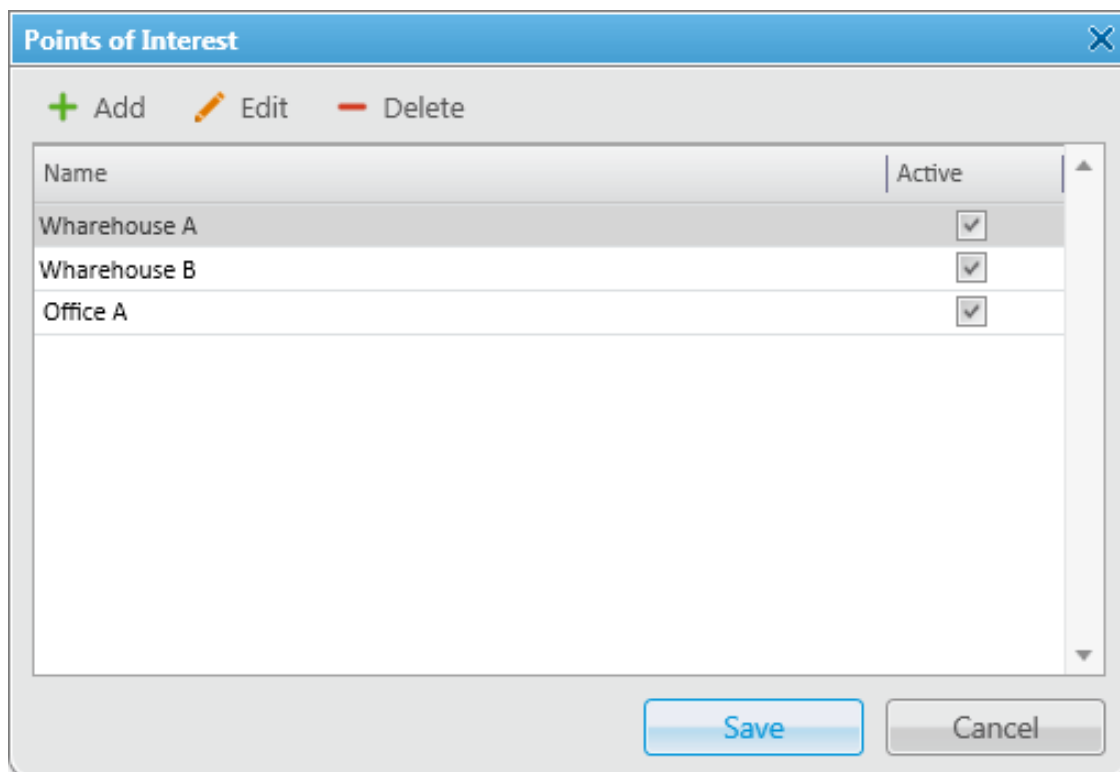 Points of Interest
Add Edit Delete
Name Active
Wharehouse A
Wharehouse B
Office A
Save Cancel